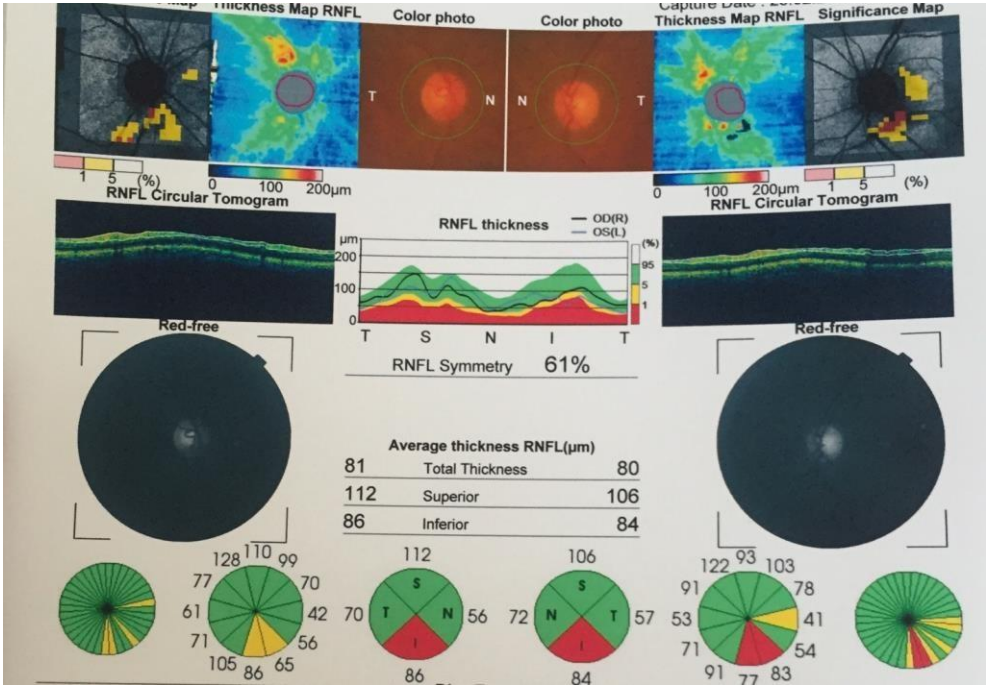 Map
Thickness Map RNFL
Color photo
Color photo
Capture Date :
Thickness Map RNFL
Significance Map
T
N
N
T
1 5 (%)
0 100 200µm
0 100 200µm
1 5 (%)
RNFL Circular Tomogram
RNFL Circular Tomogram
RNFL thickness
OD(R)
OS(L)
µm
200
100
0
(%)
95
5
1
T S N I T
RNFL Symmetry 61%
Red-free
Red-free
Average thickness RNFL(µm)
81 Total Thickness 80
112 Superior 106
86 Inferior 84
128 110 99
77 70
61 42
71 56
105 86 65
112
S
70 T N 56
I
86
106
S
72 N T 57
I
84
122 93 103
91 78
53 41
71 54
91 77 83